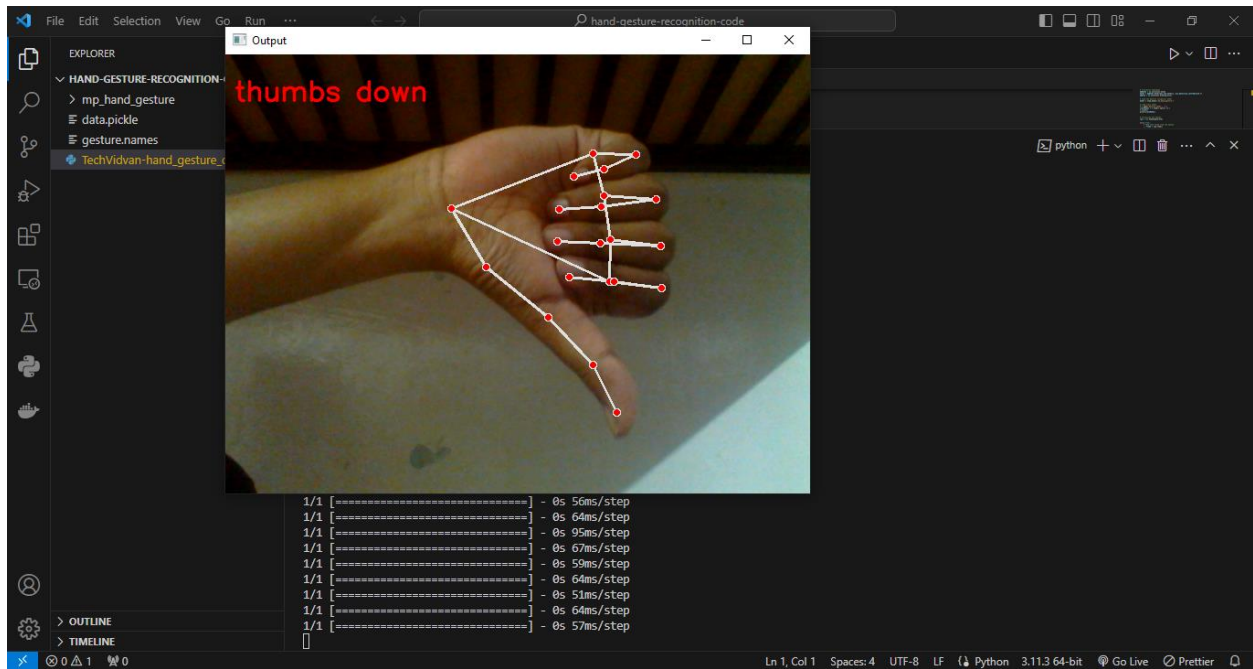 File Edit Selection View Go Run ···
hand-gesture-recognition-code
EXPLORER
HAND-GESTURE-RECOGNITION-
mp_hand_gesture
data.pickle
gesture.names
TechVidvan-hand_gesture_
Output
thumbs down
python
1/1 [==============================] - 0s 56ms/step
1/1 [==============================] - 0s 64ms/step
1/1 [==============================] - 0s 95ms/step
1/1 [==============================] - 0s 67ms/step
1/1 [==============================] - 0s 59ms/step
1/1 [==============================] - 0s 64ms/step
1/1 [==============================] - 0s 51ms/step
1/1 [==============================] - 0s 64ms/step
1/1 [==============================] - 0s 57ms/step
OUTLINE
TIMELINE
0 1 0 Ln 1, Col 1 Spaces: 4 UTF-8 LF Python 3.11.3 64-bit Go Live Prettier